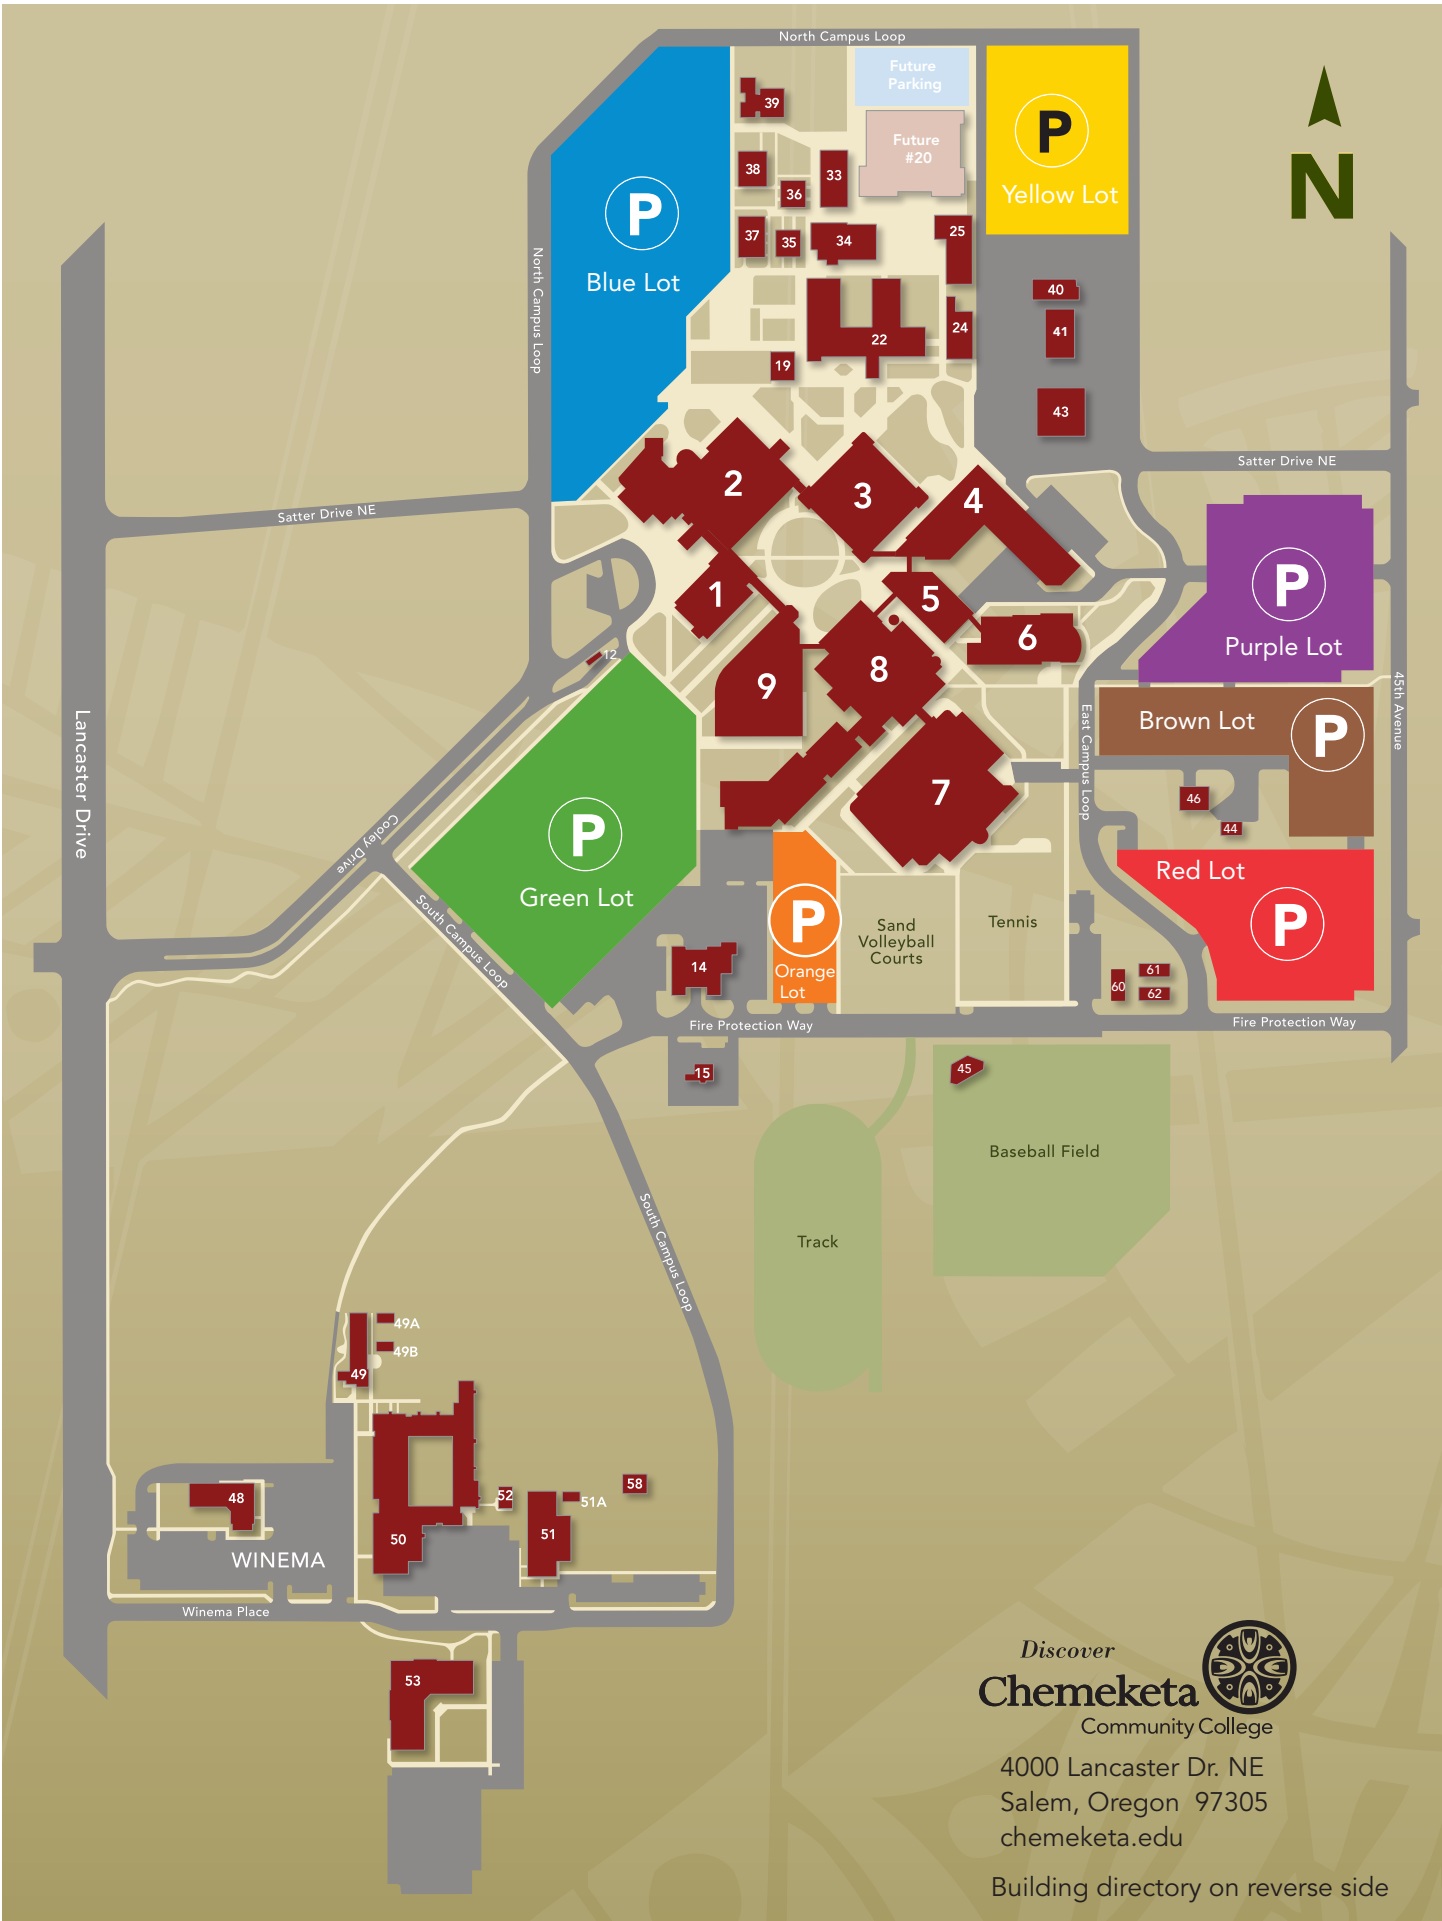 North Campus Loop
Future
Parking
39
P
Yellow Lot
N
Future
#20
38
33
36
P
Blue Lot
37
35
34
25
North Campus Loop
40
24
41
22
19
43
Satter Drive NE
2
3
4
Satter Drive NE
1
5
P
Purple Lot
6
12
8
9
45th Avenue
Lancaster Drive
East Campus Loop
Brown Lot
P
7
46
44
Cooley Drive
P
Green Lot
Red Lot
P
South Campus Loop
P
Orange
Lot
Sand
Volleyball
Courts
Tennis
14
60
61
62
Fire Protection Way
Fire Protection Way
15
45
Baseball Field
Track
South Campus Loop
49A
49B
49
48
52
51A
58
50
51
WINEMA
Winema Place
53
Discover
Chemeketa
Community College
4000 Lancaster Dr. NE
Salem, Oregon 97305
chemeketa.edu
Building directory on reverse side